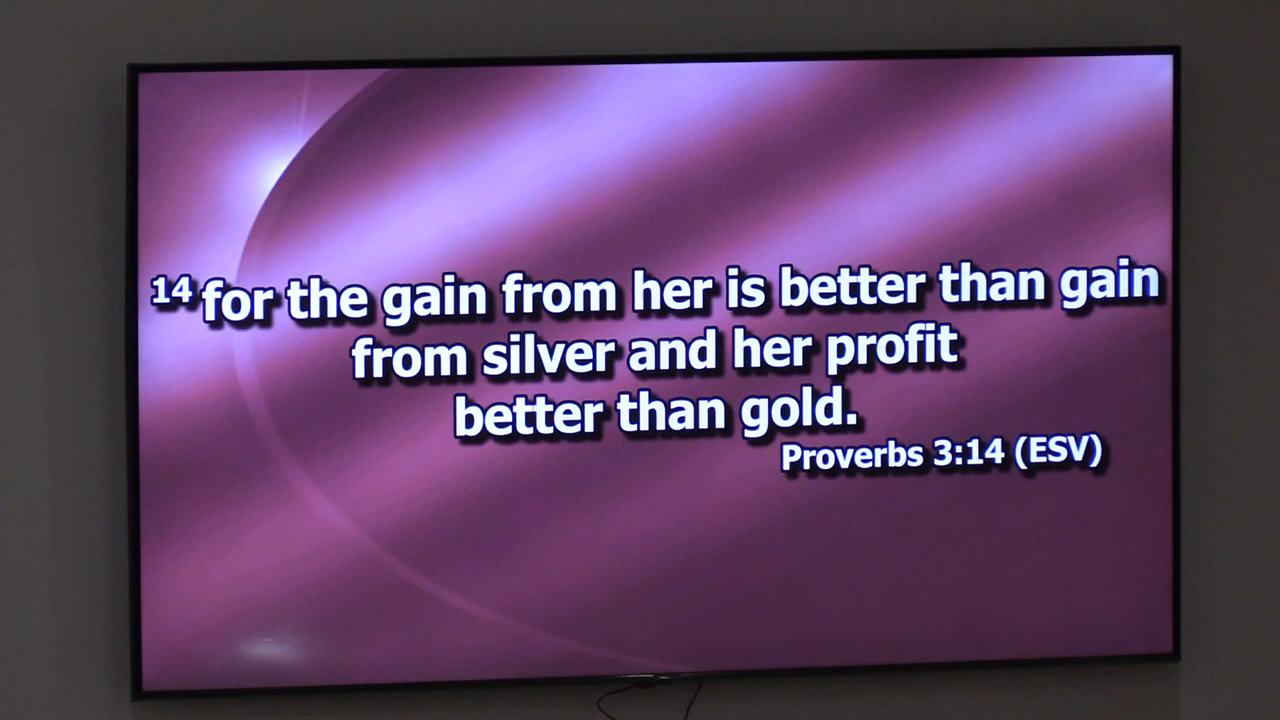 14 for the gain from her is better than gain
from silver and her profit
better than gold.
Proverbs 3:14 (ESV)